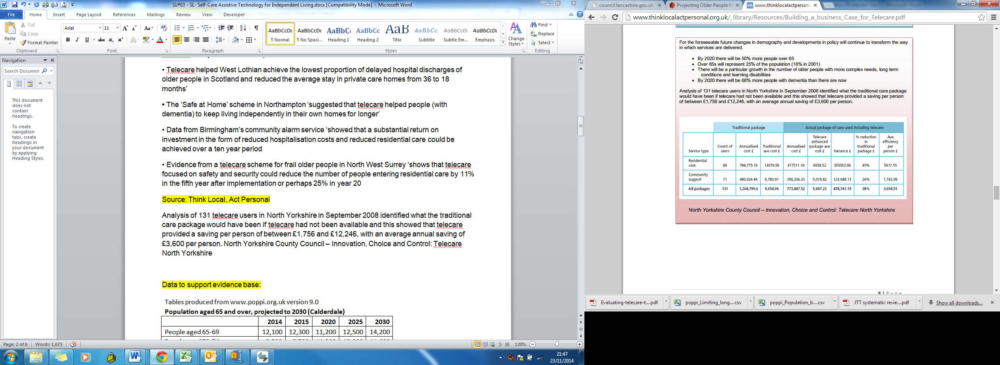 S1P03 - SL- Self-Care Assistive Technology for Independent Living.docx [Compatibility Mode] - Microsoft Word
File Home Insert Page Layout References Mailings Review View Developer
Paste
Cut
Copy
Format Painter
Clipboard
Arial 11
Font
Paragraph
AaBbCcDc AaBbCcDc AaBbC AaBbCc AaB AaBbCc. AaBbCcDc AaBbCcDc
¶ Normal ¶ No Spaci... Heading 1 Heading 2 Title Subtitle Subtle Em... Emphasis
Change Styles
Styles
Find
Replace
Select
Editing
Navigation
Search Documen
This document
does not
contain
headings.
To create
navigation
tabs, create
headings in
your document
by applying
Heading Styles.
• Telecare helped West Lothian achieve the lowest proportion of delayed hospital discharges of
older people in Scotland and reduced the average stay in private care homes from 36 to 18
months’
• The ‘Safe at Home’ scheme in Northampton ‘suggested that telecare helped people (with
dementia) to keep living independently in their own homes for longer’
• Data from Birmingham’s community alarm service ‘showed that a substantial return on
investment in the form of reduced hospitalisation costs and reduced residential care could be
achieved over a ten year period
• Evidence from a telecare scheme for frail older people in North West Surrey ‘shows that telecare
focused on safety and security could reduce the number of people entering residential care by 11%
in the fifth year after implementation or perhaps 25% in year 20
Source: Think Local, Act Personal
Analysis of 131 telecare users in North Yorkshire in September 2008 identified what the traditional
care package would have been if telecare had not been available and this showed that telecare
provided a saving per person of between £1,756 and £12,246, with an average annual saving of
£3,600 per person. North Yorkshire County Council – Innovation, Choice and Control: Telecare
North Yorkshire
Data to support evidence base:
Tables produced from www.poppi.org.uk version 9.0
Population aged 65 and over, projected to 2030 (Calderdale)
2014 2015 2020 2025 2030
People aged 65-69 12,100 12,300 11,200 12,500 14,200
Page: 2 of 6 Words: 1,675
120%
21:47
23/11/2014
council.lancashire.gov.uk Projecting Older People P www.thinklocalactperson
www.thinklocalactpersonal.org.uk/_library/Resources/Building_a_business_Case_for_Telecare.pdf
For the foreseeable future changes in demography and developments in policy will continue to transform the way
in which services are delivered.
• By 2020 there will be 50% more people over 65
• Over 65s will represent 25% of the population (18% in 2001)
• There will be a particular growth in the number of older people with more complex needs, long term
conditions and learning disabilities
• By 2020 there will be 68% more people with dementia than there are now
Analysis of 131 telecare users in North Yorkshire in September 2008 identified what the traditional care package
would have been if telecare had not been available and this showed that telecare provided a saving per person
of between £1,756 and £12,246, with an average annual saving of £3,600 per person.
Traditional package Actual package of care used including telecare
Service type Count of users Annualised cost £ Traditional ave cost £ Annualised cost £ Telecare enhanced package ave cost £ Variance £ % reduction in traditional package £ Ave efficiency per person £
Residential care 60 784,775.16 13079.59 417511.19 6958.52 355053.06 45% 5917.55
Community support 71 480,024.46 6,760.91 356,336.33 5,018.82 123,688.13 26% 1,742.09
All packages 131 1,264,799.6 9,654.96 773,847.52 5,907.23 478,741.19 38% 3,654.51
North Yorkshire County Council – Innovation, Choice and Control: Telecare North Yorkshire
8 | Page
Evaluating-telecare-t....pdf poppi_Limiting_long....csv poppi_Population_b....csv JTT systematic revie....pdf Show all downloads...